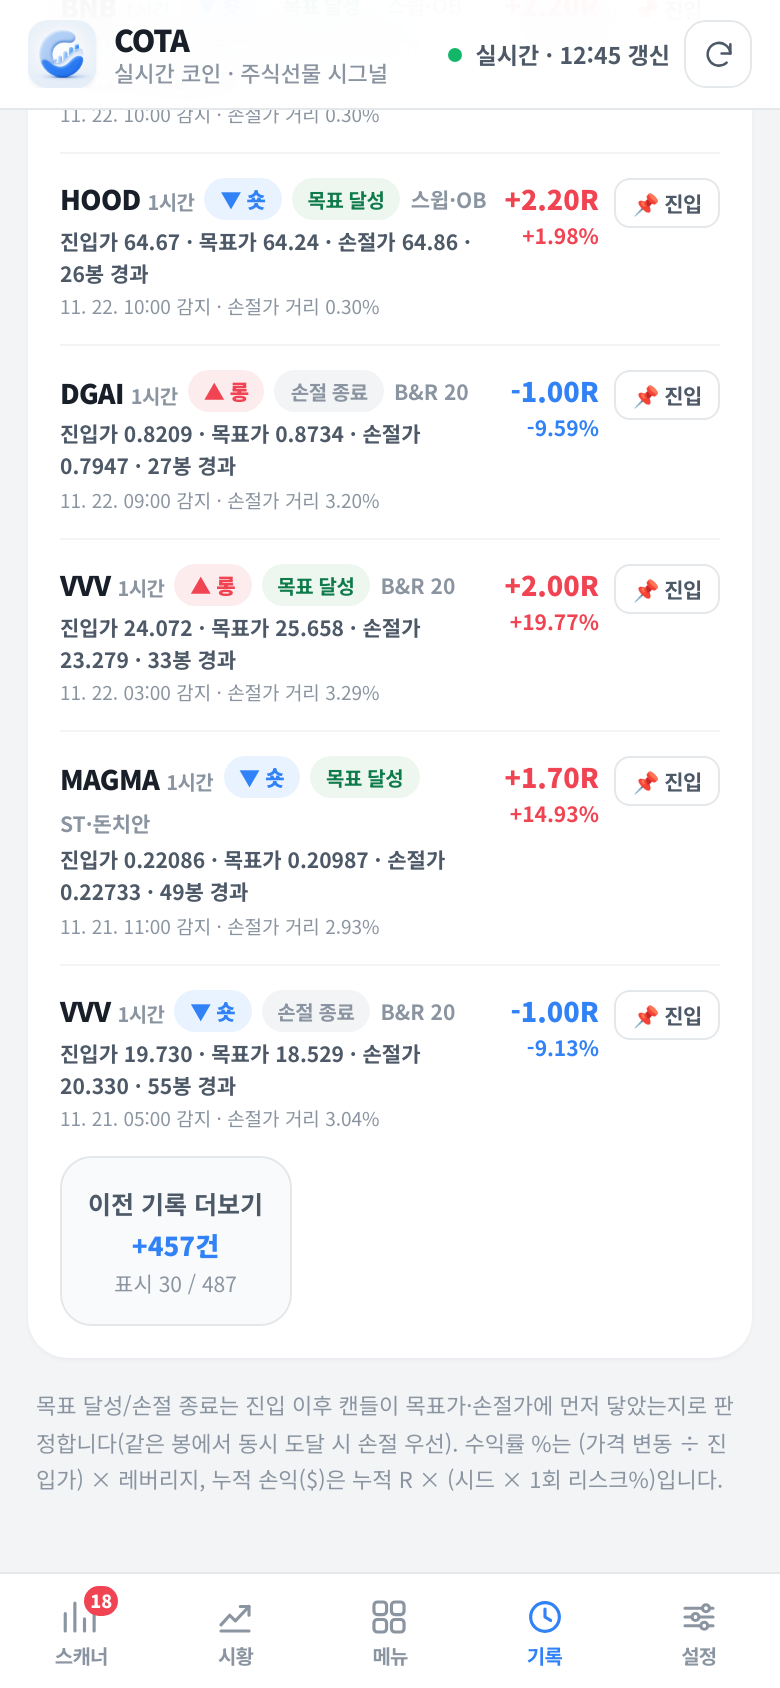 COTA
실시간 코인 · 주식선물 시그널
실시간 · 12:45 갱신
11. 22. 10:00 감지 · 손절가 거리 0.30%
HOOD 1시간 ▼ 숏 목표 달성 스윕·OB +2.20R 📌 진입
+1.98%
진입가 64.67 · 목표가 64.24 · 손절가 64.86 ·
26봉 경과
11. 22. 10:00 감지 · 손절가 거리 0.30%
DGAI 1시간 ▲ 롱 손절 종료 B&R 20 -1.00R 📌 진입
-9.59%
진입가 0.8209 · 목표가 0.8734 · 손절가
0.7947 · 27봉 경과
11. 22. 09:00 감지 · 손절가 거리 3.20%
VVV 1시간 ▲ 롱 목표 달성 B&R 20 +2.00R 📌 진입
+19.77%
진입가 24.072 · 목표가 25.658 · 손절가
23.279 · 33봉 경과
11. 22. 03:00 감지 · 손절가 거리 3.29%
MAGMA 1시간 ▼ 숏 목표 달성 +1.70R 📌 진입
+14.93%
ST·돈치안
진입가 0.22086 · 목표가 0.20987 · 손절가
0.22733 · 49봉 경과
11. 21. 11:00 감지 · 손절가 거리 2.93%
VVV 1시간 ▼ 숏 손절 종료 B&R 20 -1.00R 📌 진입
-9.13%
진입가 19.730 · 목표가 18.529 · 손절가
20.330 · 55봉 경과
11. 21. 05:00 감지 · 손절가 거리 3.04%
이전 기록 더보기
+457건
표시 30 / 487
목표 달성/손절 종료는 진입 이후 캔들이 목표가·손절가에 먼저 닿았는지로 판
정합니다(같은 봉에서 동시 도달 시 손절 우선). 수익률 %는 (가격 변동 ÷ 진
입가) × 레버리지, 누적 손익($)은 누적 R × (시드 × 1회 리스크%)입니다.
18
스캐너 시황 메뉴 기록 설정